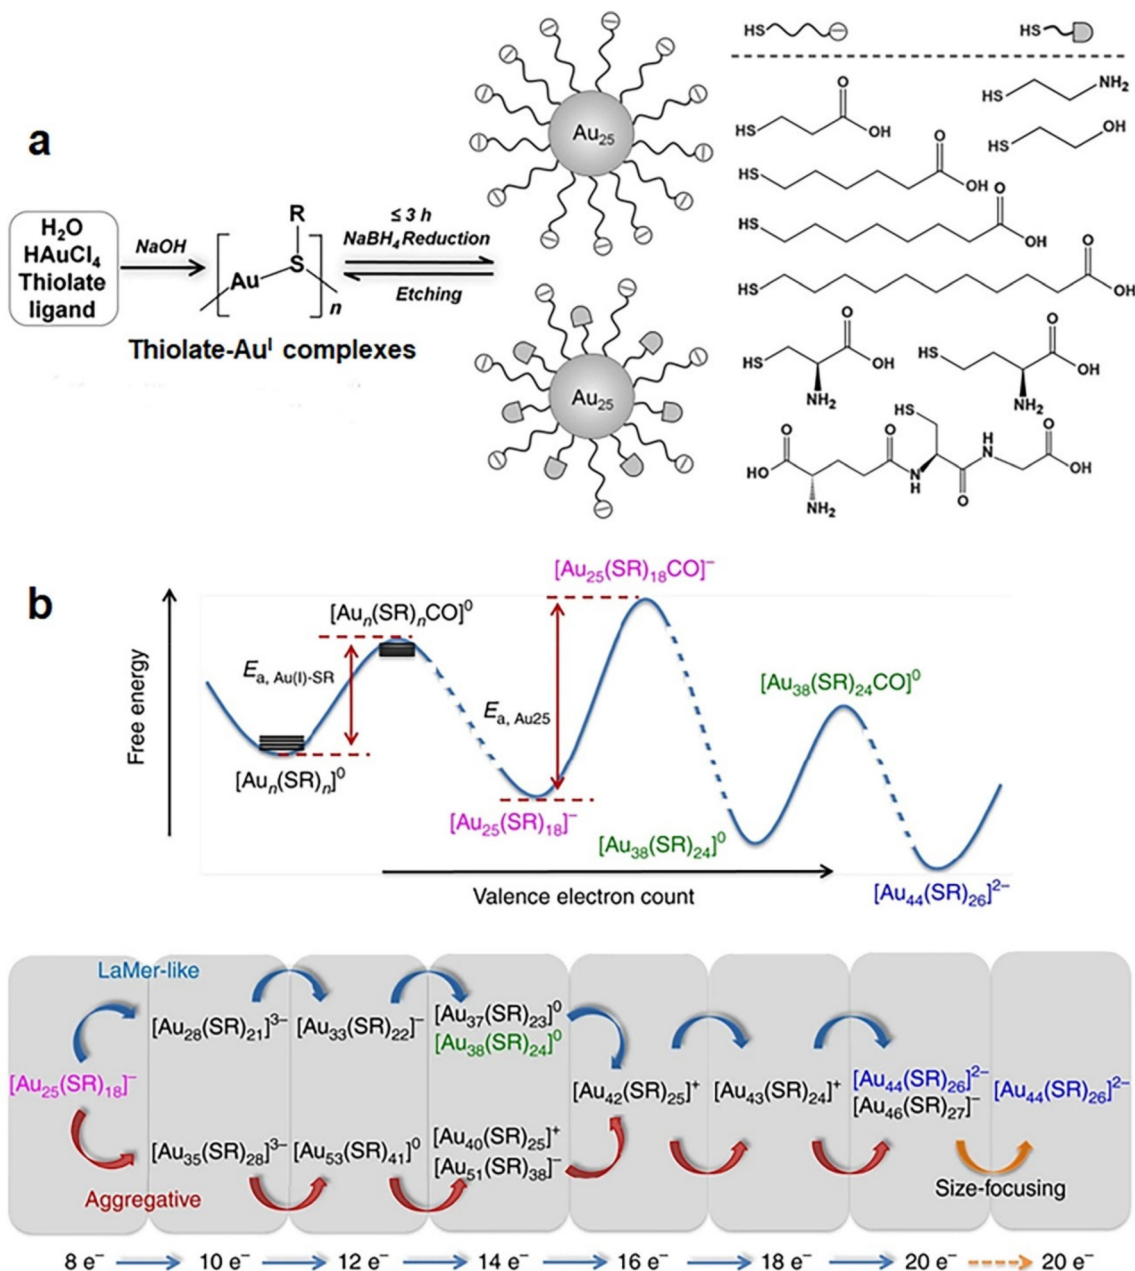 a
H₂O
HAuCl₄
Thiolate
ligand
NaOH
Au
S
R
n
≤ 3 h
NaBH₄ Reduction
Etching
Thiolate-Auᴵ complexes
Au₂₅
Au₂₅
HS
HS
HS
O
OH
HS
NH₂
HS
OH
HS
O
OH
HS
O
OH
HS
O
OH
HS
O
OH
NH₂
HS
O
OH
NH₂
HO
O
NH₂
O
N
H
HS
O
H
N
O
OH
b
Free energy
[Auₙ(SR)ₙCO]⁰
E a, Au(I)-SR
[Auₙ(SR)ₙ]⁰
[Au₂₅(SR)₁₈CO]⁻
E a, Au25
[Au₂₅(SR)₁₈]⁻
[Au₃₈(SR)₂₄CO]⁰
[Au₃₈(SR)₂₄]⁰
[Au₄₄(SR)₂₆]²⁻
Valence electron count
LaMer-like
[Au₂₈(SR)₂₁]³⁻ [Au₃₃(SR)₂₂]⁻ [Au₃₇(SR)₂₃]⁰
[Au₃₈(SR)₂₄]⁰
[Au₂₅(SR)₁₈]⁻ [Au₄₂(SR)₂₅]⁺ [Au₄₃(SR)₂₄]⁺ [Au₄₄(SR)₂₆]²⁻ [Au₄₄(SR)₂₆]²⁻
[Au₄₆(SR)₂₇]⁻
[Au₃₅(SR)₂₈]³⁻ [Au₅₃(SR)₄₁]⁰ [Au₄₀(SR)₂₅]⁺
[Au₅₁(SR)₃₈]⁻
Aggregative
Size-focusing
8 e⁻ 10 e⁻ 12 e⁻ 14 e⁻ 16 e⁻ 18 e⁻ 20 e⁻ 20 e⁻